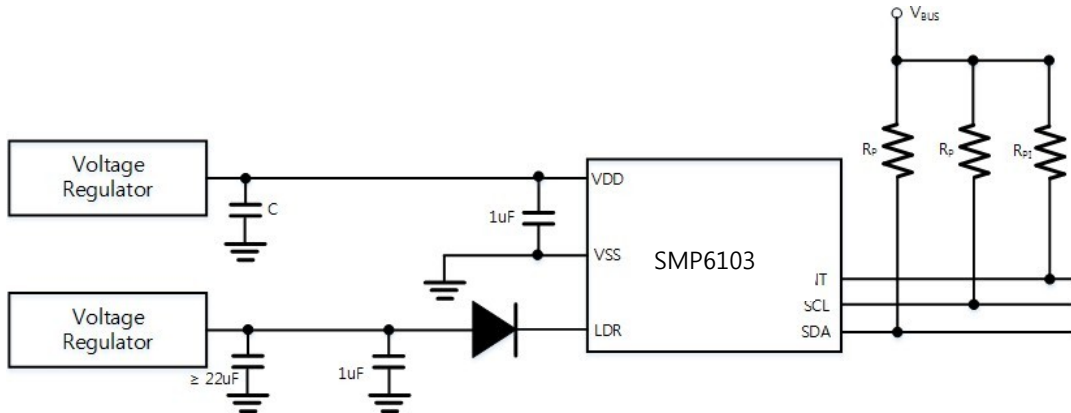 VBUS
RP
RP
RPI
Voltage
Regulator
C
1uF
VDD
VSS
SMP6103
LDR
IT
SCL
SDA
Voltage
Regulator
≥ 22uF
1uF